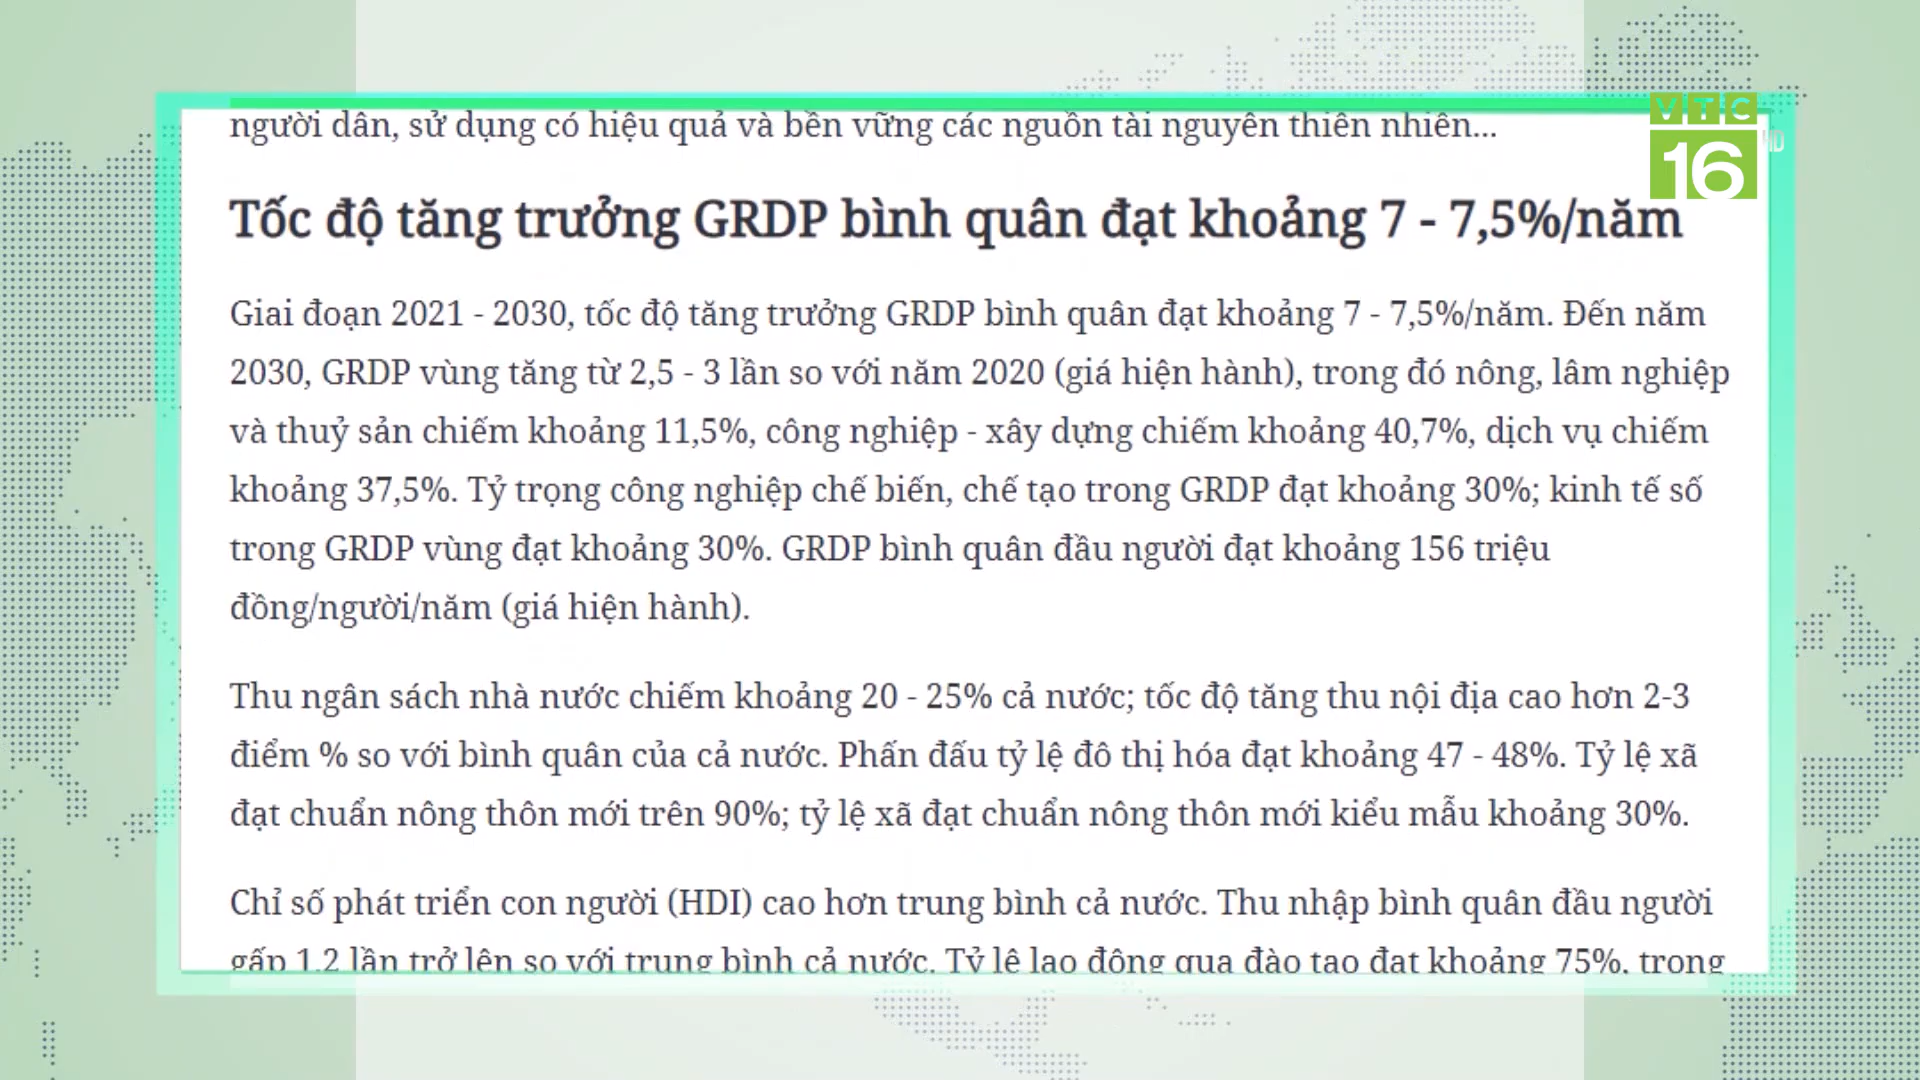 người dân, sử dụng có hiệu quả và bền vững các nguồn tài nguyên thiên nhiên...
VTC
16
HD
Tốc độ tăng trưởng GRDP bình quân đạt khoảng 7 - 7,5%/năm
Giai đoạn 2021 - 2030, tốc độ tăng trưởng GRDP bình quân đạt khoảng 7 - 7,5%/năm. Đến năm
2030, GRDP vùng tăng từ 2,5 - 3 lần so với năm 2020 (giá hiện hành), trong đó nông, lâm nghiệp
và thuỷ sản chiếm khoảng 11,5%, công nghiệp - xây dựng chiếm khoảng 40,7%, dịch vụ chiếm
khoảng 37,5%. Tỷ trọng công nghiệp chế biến, chế tạo trong GRDP đạt khoảng 30%; kinh tế số
trong GRDP vùng đạt khoảng 30%. GRDP bình quân đầu người đạt khoảng 156 triệu
đồng/người/năm (giá hiện hành).
Thu ngân sách nhà nước chiếm khoảng 20 - 25% cả nước; tốc độ tăng thu nội địa cao hơn 2-3
điểm % so với bình quân của cả nước. Phấn đấu tỷ lệ đô thị hóa đạt khoảng 47 - 48%. Tỷ lệ xã
đạt chuẩn nông thôn mới trên 90%; tỷ lệ xã đạt chuẩn nông thôn mới kiểu mẫu khoảng 30%.
Chỉ số phát triển con người (HDI) cao hơn trung bình cả nước. Thu nhập bình quân đầu người
gấp 1,2 lần trở lên so với trung bình cả nước. Tỷ lệ lao động qua đào tạo đạt khoảng 75%, trong